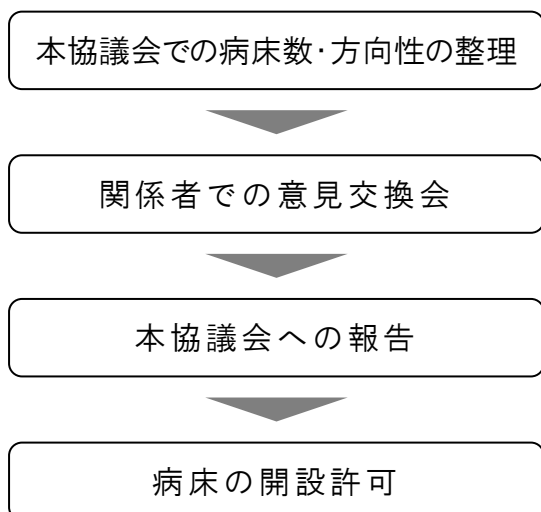 本協議会での病床数･方向性の整理
関係者での意見交換会
本協議会への報告
病床の開設許可